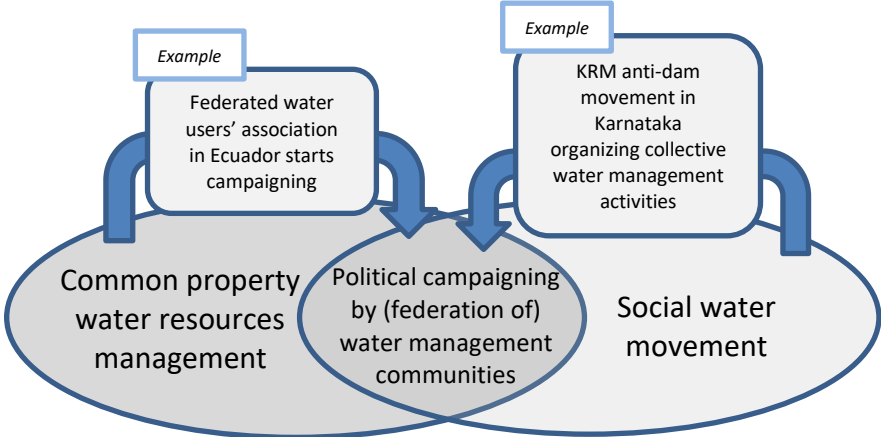 Example
Federated water
users’ association
in Ecuador starts
campaigning
Example
KRM anti-dam
movement in
Karnataka
organizing collective
water management
activities
Common property
water resources
management
Political campaigning
by (federation of)
water management
communities
Social water
movement